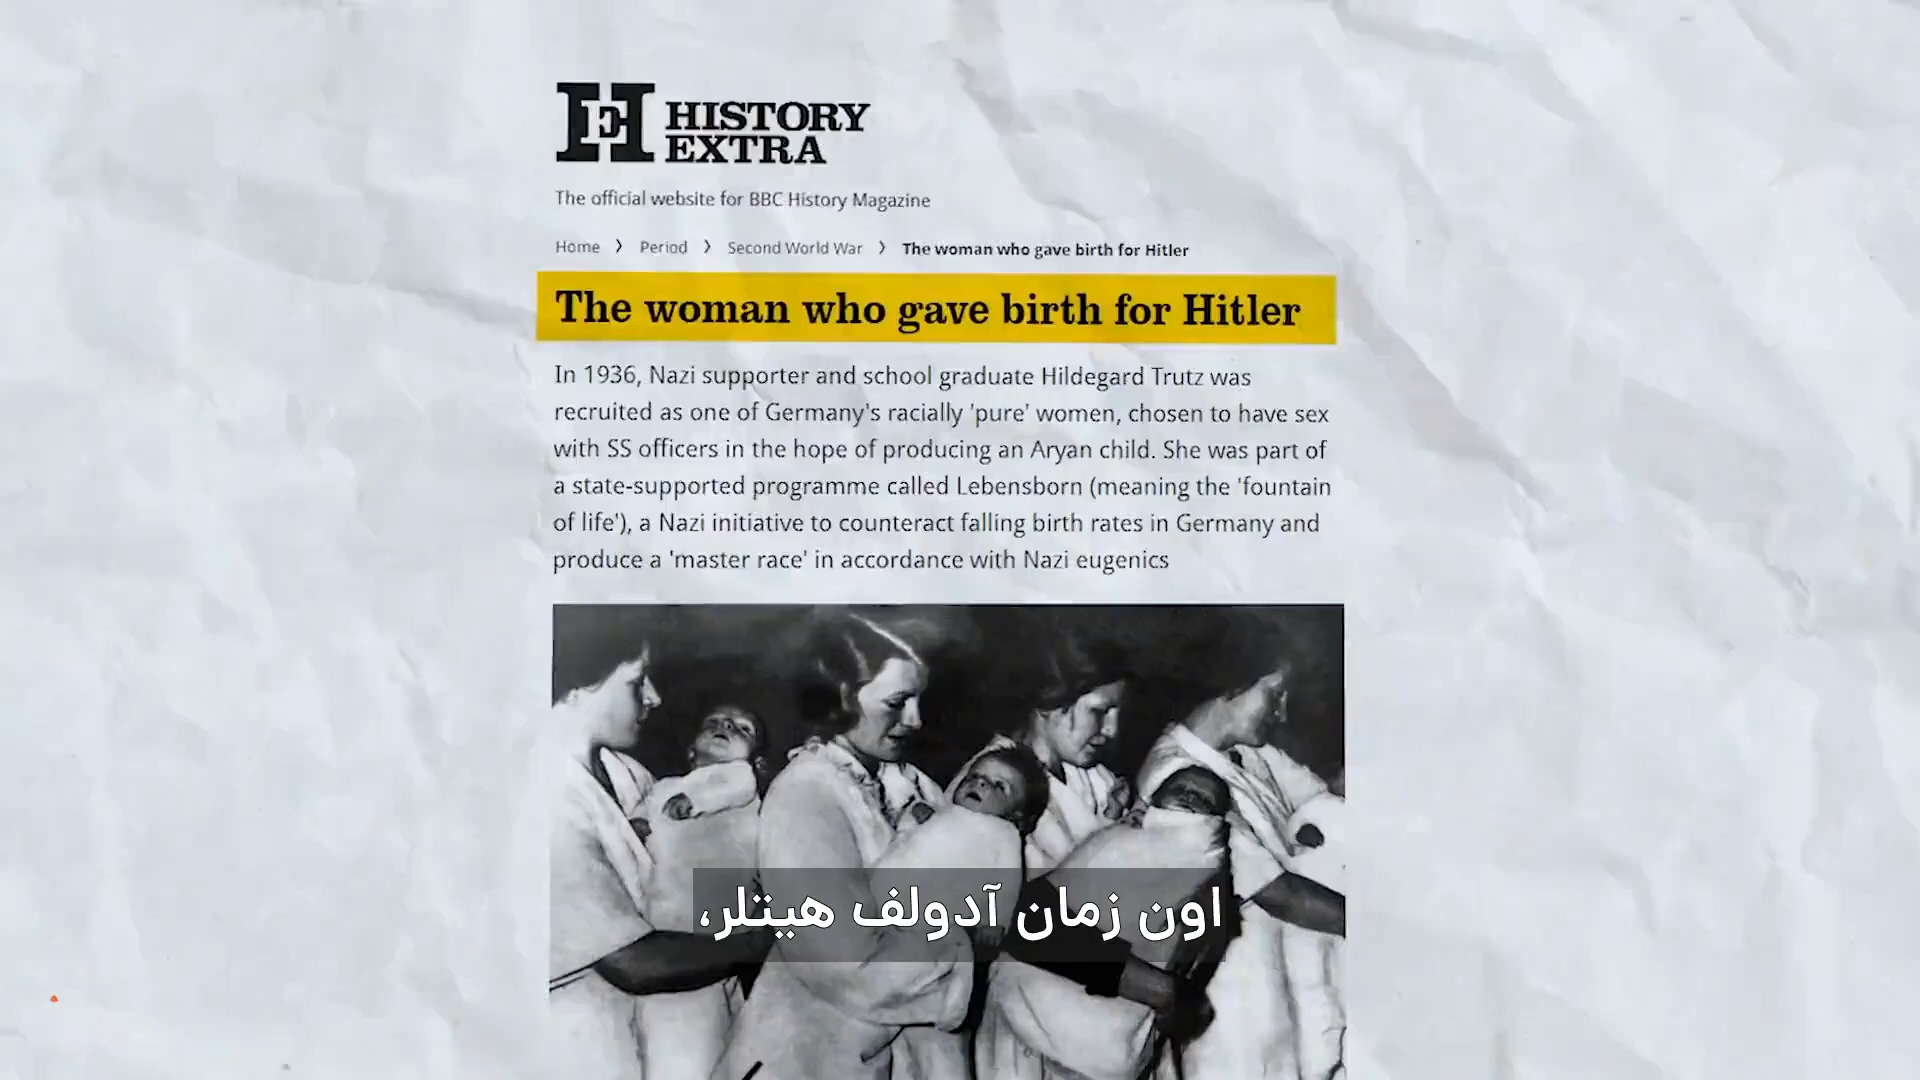 HE HISTORY
EXTRA
The official website for BBC History Magazine
Home > Period > Second World War > The woman who gave birth for Hitler
The woman who gave birth for Hitler
In 1936, Nazi supporter and school graduate Hildegard Trutz was
recruited as one of Germany's racially 'pure' women, chosen to have sex
with SS officers in the hope of producing an Aryan child. She was part of
a state-supported programme called Lebensborn (meaning the 'fountain
of life'), a Nazi initiative to counteract falling birth rates in Germany and
produce a 'master race' in accordance with Nazi eugenics
اون زمان آدولف هیتلر،